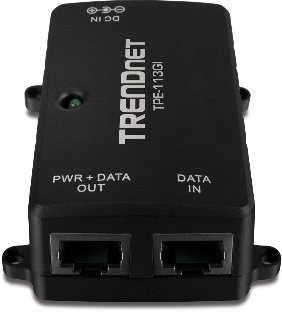 DC IN
TRENDnet
TPE-113GI
PWR + DATA
OUT
DATA
IN